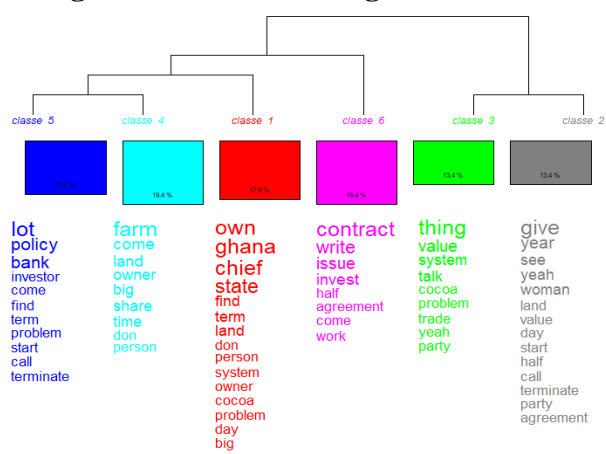 classe 5
classe 4
classe 1
classe 6
classe 3
classe 2
19.4 %
19.4 %
13.4 %
13.4 %
lot
policy
bank
investor
come
find
term
problem
start
call
terminate
farm
come
land
owner
big
share
time
don
person
own
ghana
chief
state
find
term
land
don
person
system
owner
cocoa
problem
day
big
contract
write
issue
invest
half
agreement
come
work
thing
value
system
talk
cocoa
problem
trade
yeah
party
give
year
see
yeah
woman
land
value
day
start
half
call
terminate
party
agreement